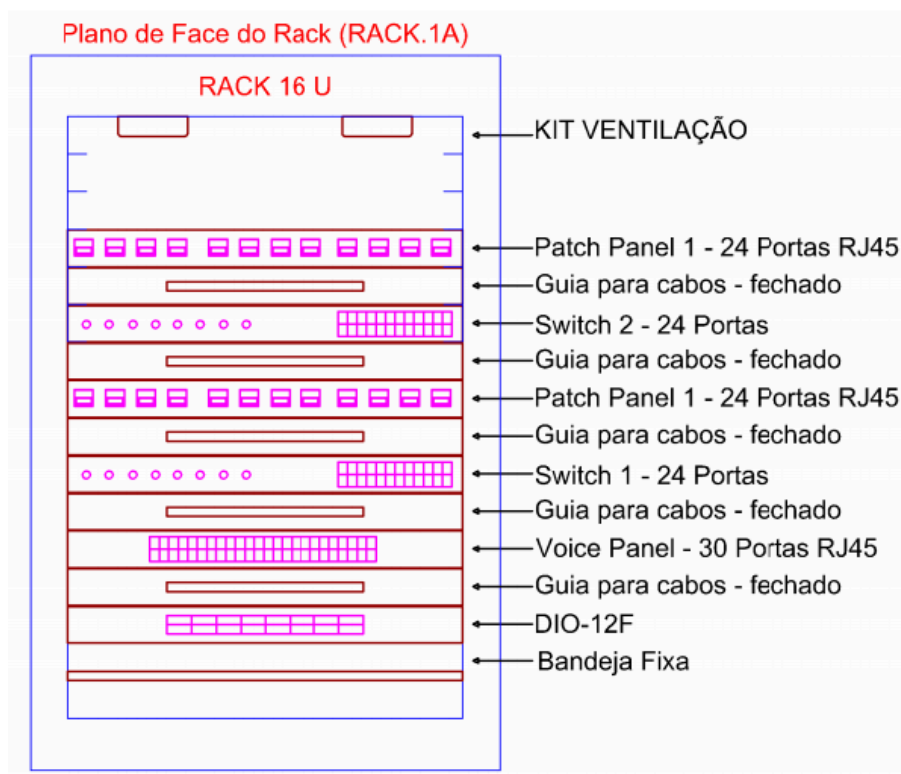 Plano de Face do Rack (RACK.1A)
RACK 16 U
KIT VENTILAÇÃO
Patch Panel 1 - 24 Portas RJ45
Guia para cabos - fechado
Switch 2 - 24 Portas
Guia para cabos - fechado
Patch Panel 1 - 24 Portas RJ45
Guia para cabos - fechado
Switch 1 - 24 Portas
Guia para cabos - fechado
Voice Panel - 30 Portas RJ45
Guia para cabos - fechado
DIO-12F
Bandeja Fixa